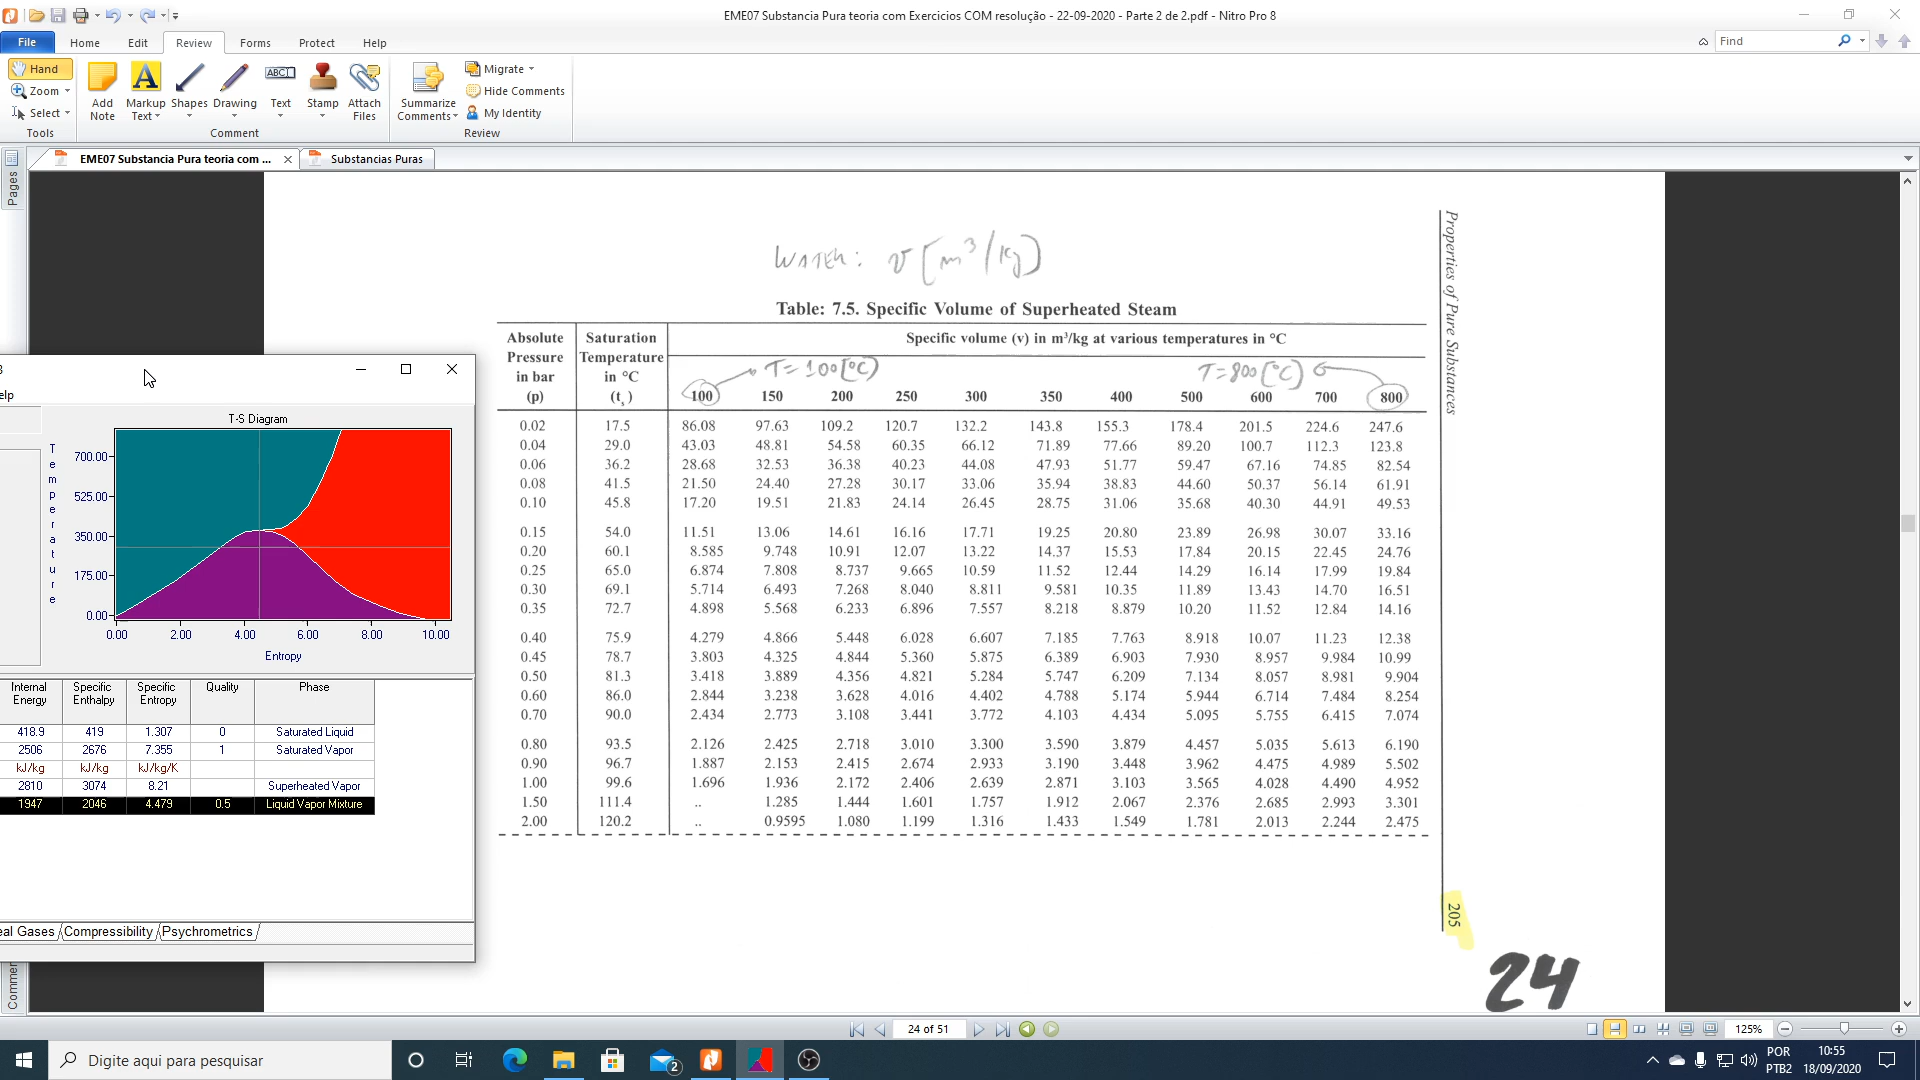 EME07 Substancia Pura teoria com Exercicios COM resolução - 22-09-2020 - Parte 2 de 2.pdf - Nitro Pro 8
File Home Edit Review Forms Protect Help
Find
Hand
Zoom
Select
Tools
Add Note
Markup Text
Shapes
Drawing
Text
Stamp
Attach Files
Comment
Summarize Comments
Migrate
Hide Comments
My Identity
Review
EME07 Substancia Pura teoria com ...
Substancias Puras
Pages
WATER: v [m³/kg]
Table: 7.5. Specific Volume of Superheated Steam
Absolute Pressure in bar (p)
Saturation Temperature in °C (ts)
Specific volume (v) in m³/kg at various temperatures in °C
T=100[°C] T=800[°C]
100 150 200 250 300 350 400 500 600 700 800
0.02 17.5 86.08 97.63 109.2 120.7 132.2 143.8 155.3 178.4 201.5 224.6 247.6
0.04 29.0 43.03 48.81 54.58 60.35 66.12 71.89 77.66 89.20 100.7 112.3 123.8
0.06 36.2 28.68 32.53 36.38 40.23 44.08 47.93 51.77 59.47 67.16 74.85 82.54
0.08 41.5 21.50 24.40 27.28 30.17 33.06 35.94 38.83 44.60 50.37 56.14 61.91
0.10 45.8 17.20 19.51 21.83 24.14 26.45 28.75 31.06 35.68 40.30 44.91 49.53
0.15 54.0 11.51 13.06 14.61 16.16 17.71 19.25 20.80 23.89 26.98 30.07 33.16
0.20 60.1 8.585 9.748 10.91 12.07 13.22 14.37 15.53 17.84 20.15 22.45 24.76
0.25 65.0 6.874 7.808 8.737 9.665 10.59 11.52 12.44 14.29 16.14 17.99 19.84
0.30 69.1 5.714 6.493 7.268 8.040 8.811 9.581 10.35 11.89 13.43 14.70 16.51
0.35 72.7 4.898 5.568 6.233 6.896 7.557 8.218 8.879 10.20 11.52 12.84 14.16
0.40 75.9 4.279 4.866 5.448 6.028 6.607 7.185 7.763 8.918 10.07 11.23 12.38
0.45 78.7 3.803 4.325 4.844 5.360 5.875 6.389 6.903 7.930 8.957 9.984 10.99
0.50 81.3 3.418 3.889 4.356 4.821 5.284 5.747 6.209 7.134 8.057 8.981 9.904
0.60 86.0 2.844 3.238 3.628 4.016 4.402 4.788 5.174 5.944 6.714 7.484 8.254
0.70 90.0 2.434 2.773 3.108 3.441 3.772 4.103 4.434 5.095 5.755 6.415 7.074
0.80 93.5 2.126 2.425 2.718 3.010 3.300 3.590 3.879 4.457 5.035 5.613 6.190
0.90 96.7 1.887 2.153 2.415 2.674 2.933 3.190 3.448 3.962 4.475 4.989 5.502
1.00 99.6 1.696 1.936 2.172 2.406 2.639 2.871 3.103 3.565 4.028 4.490 4.952
1.50 111.4 .. 1.285 1.444 1.601 1.757 1.912 2.067 2.376 2.685 2.993 3.301
2.00 120.2 .. 0.9595 1.080 1.199 1.316 1.433 1.549 1.781 2.013 2.244 2.475
Properties of Pure Substances
205
24
elp
T-S Diagram
Temperature
700.00
525.00
350.00
175.00
0.00
0.00 2.00 4.00 6.00 8.00 10.00
Entropy
Internal Energy
Specific Enthalpy
Specific Entropy
Quality
Phase
418.9 419 1.307 0 Saturated Liquid
2506 2676 7.355 1 Saturated Vapor
kJ/kg kJ/kg kJ/kg/K
2810 3074 8.21 Superheated Vapor
1947 2046 4.479 0.5 Liquid Vapor Mixture
eal Gases Compressibility Psychrometrics
Commen
24 of 51
125%
Digite aqui para pesquisar
2
POR
PTB2
10:55
18/09/2020